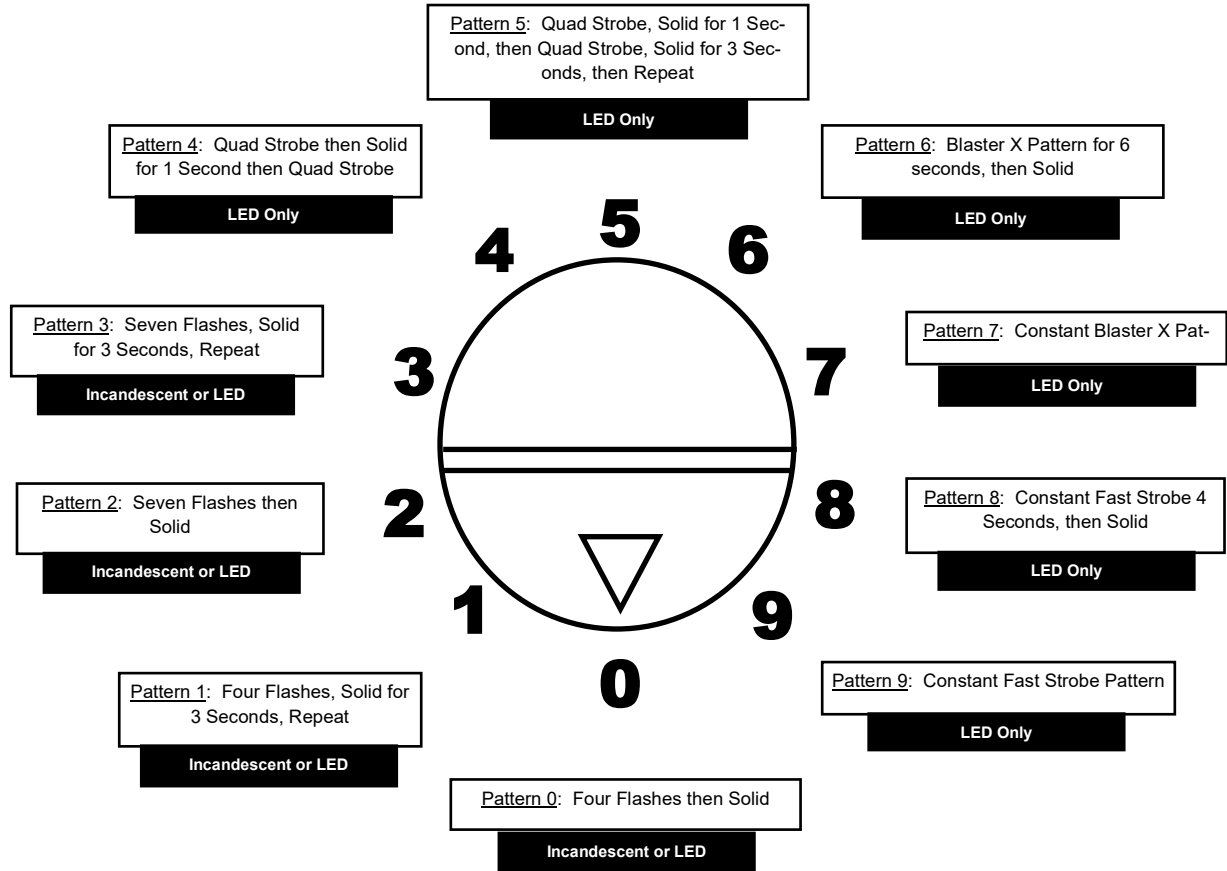 Pattern 5: Quad Strobe, Solid for 1 Sec-
ond, then Quad Strobe, Solid for 3 Sec-
onds, then Repeat
LED Only
Pattern 4: Quad Strobe then Solid
for 1 Second then Quad Strobe
LED Only
Pattern 6: Blaster X Pattern for 6
seconds, then Solid
LED Only
5
4
6
Pattern 3: Seven Flashes, Solid
for 3 Seconds, Repeat
Incandescent or LED
3
7
Pattern 7: Constant Blaster X Pat-
LED Only
Pattern 2: Seven Flashes then
Solid
Incandescent or LED
2
8
Pattern 8: Constant Fast Strobe 4
Seconds, then Solid
LED Only
1
9
0
Pattern 1: Four Flashes, Solid for
3 Seconds, Repeat
Incandescent or LED
Pattern 9: Constant Fast Strobe Pattern
LED Only
Pattern 0: Four Flashes then Solid
Incandescent or LED